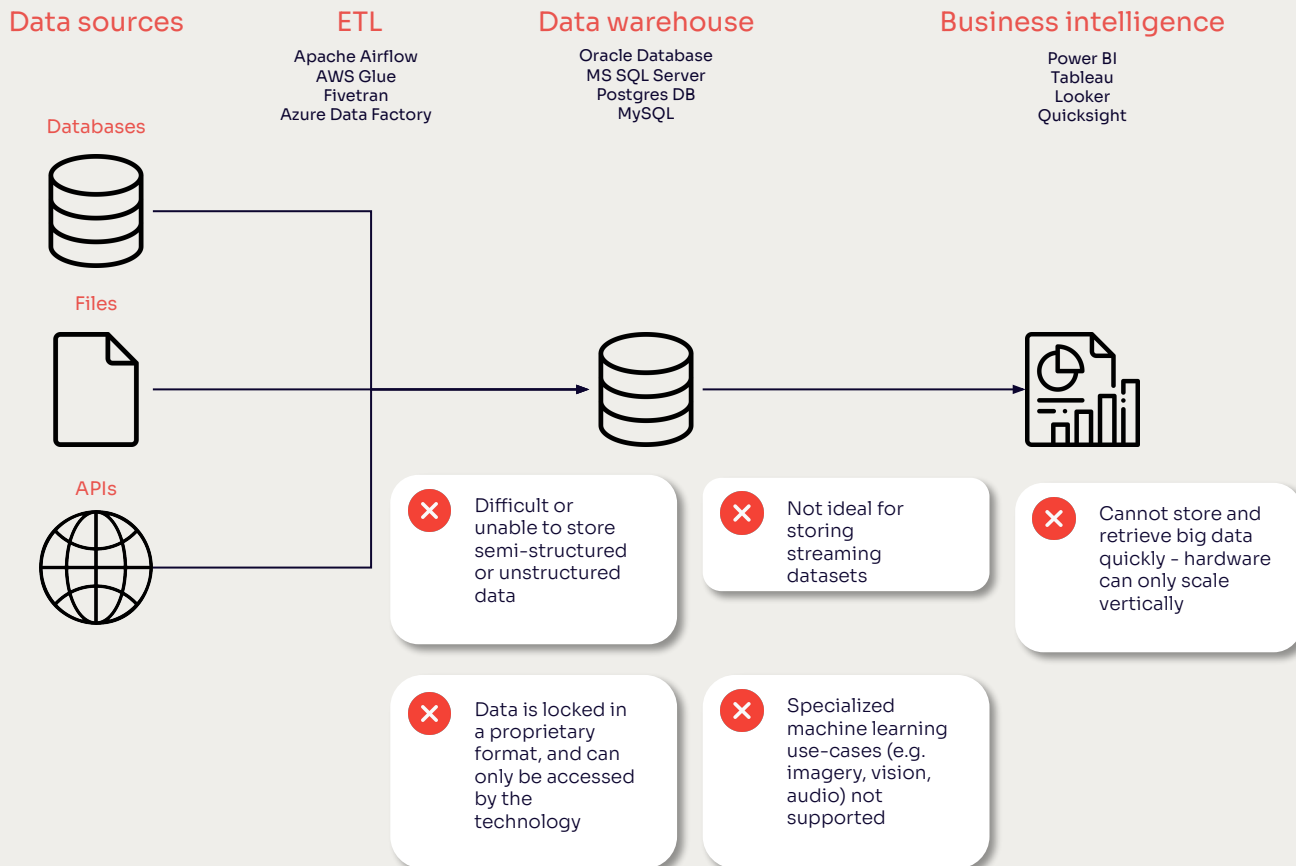 Data sources
ETL
Data warehouse
Business intelligence
Apache Airflow
AWS Glue
Fivetran
Azure Data Factory
Oracle Database
MS SQL Server
Postgres DB
MySQL
Power BI
Tableau
Looker
Quicksight
Databases
Files
APIs
Difficult or
unable to store
semi-structured
or unstructured
data
Not ideal for
storing
streaming
datasets
Cannot store and
retrieve big data
quickly - hardware
can only scale
vertically
Data is locked in
a proprietary
format, and can
only be accessed
by the
technology
Specialized
machine learning
use-cases (e.g.
imagery, vision,
audio) not
supported